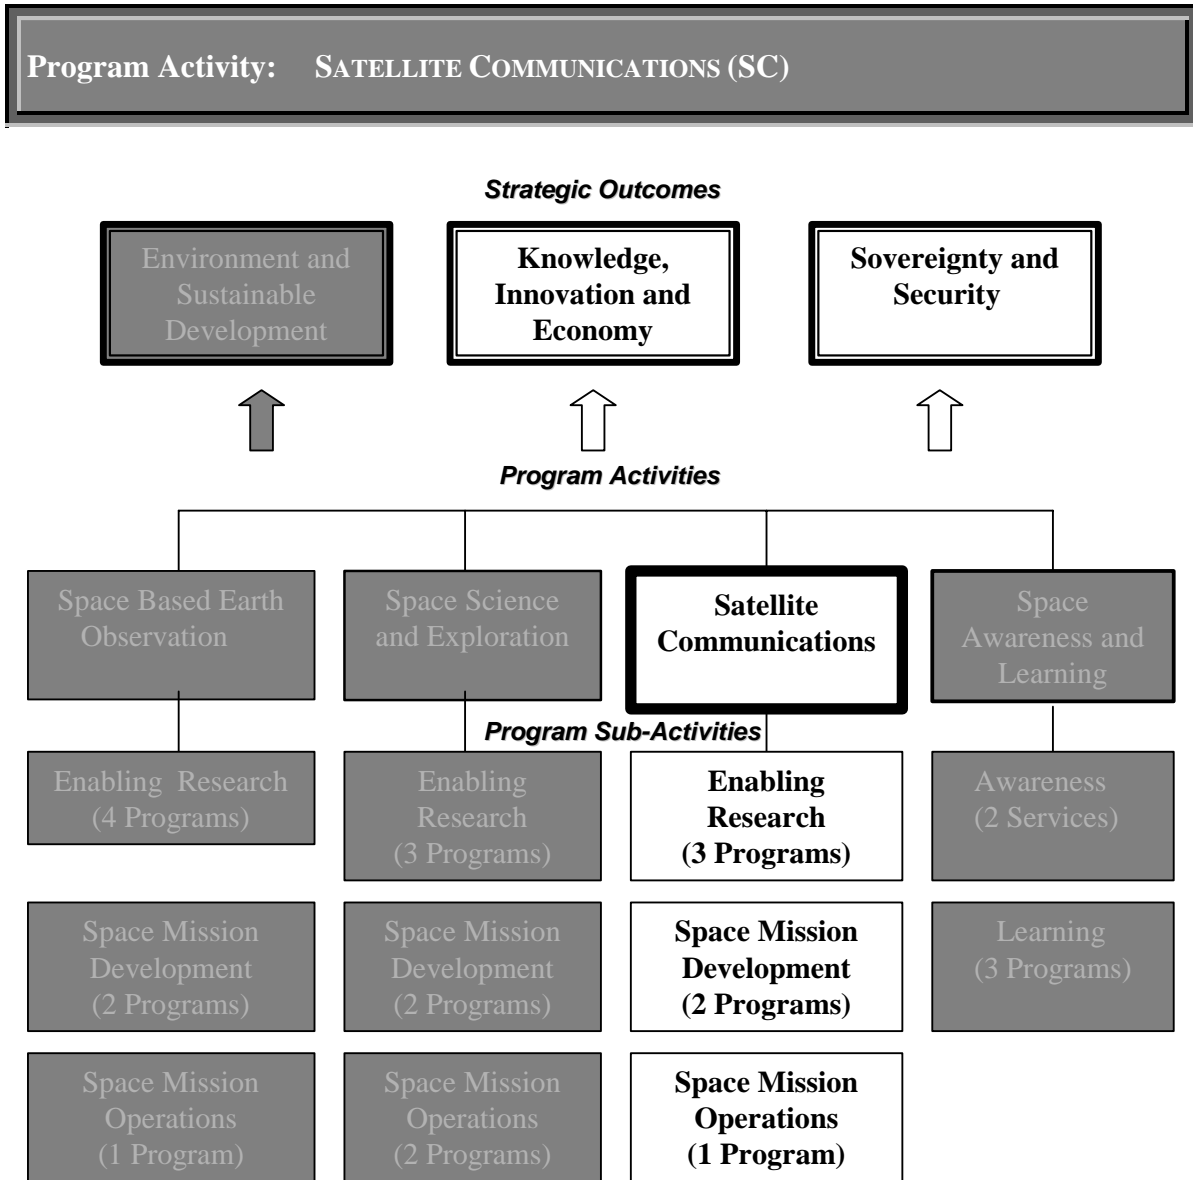 Program Activity: SATELLITE COMMUNICATIONS (SC)
Strategic Outcomes
Environment and
Sustainable
Development
Knowledge,
Innovation and
Economy
Sovereignty and
Security
Program Activities
Space Based Earth
Observation
Space Science
and Exploration
Satellite
Communications
Space
Awareness and
Learning
Program Sub-Activities
Enabling Research
(4 Programs)
Enabling
Research
(3 Programs)
Enabling
Research
(3 Programs)
Awareness
(2 Services)
Space Mission
Development
(2 Programs)
Space Mission
Development
(2 Programs)
Space Mission
Development
(2 Programs)
Learning
(3 Programs)
Space Mission
Operations
(1 Program)
Space Mission
Operations
(2 Programs)
Space Mission
Operations
(1 Program)